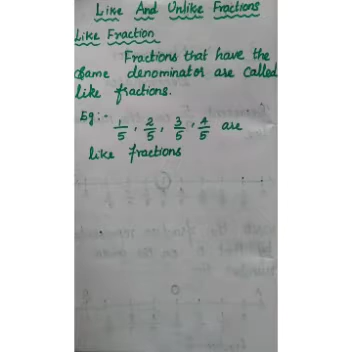 Like And Unlike Fractions
Like Fraction
Fractions that have the
same denominator are called
like fractions.
Eg:- 1/5, 2/5, 3/5, 4/5 are
like fractions